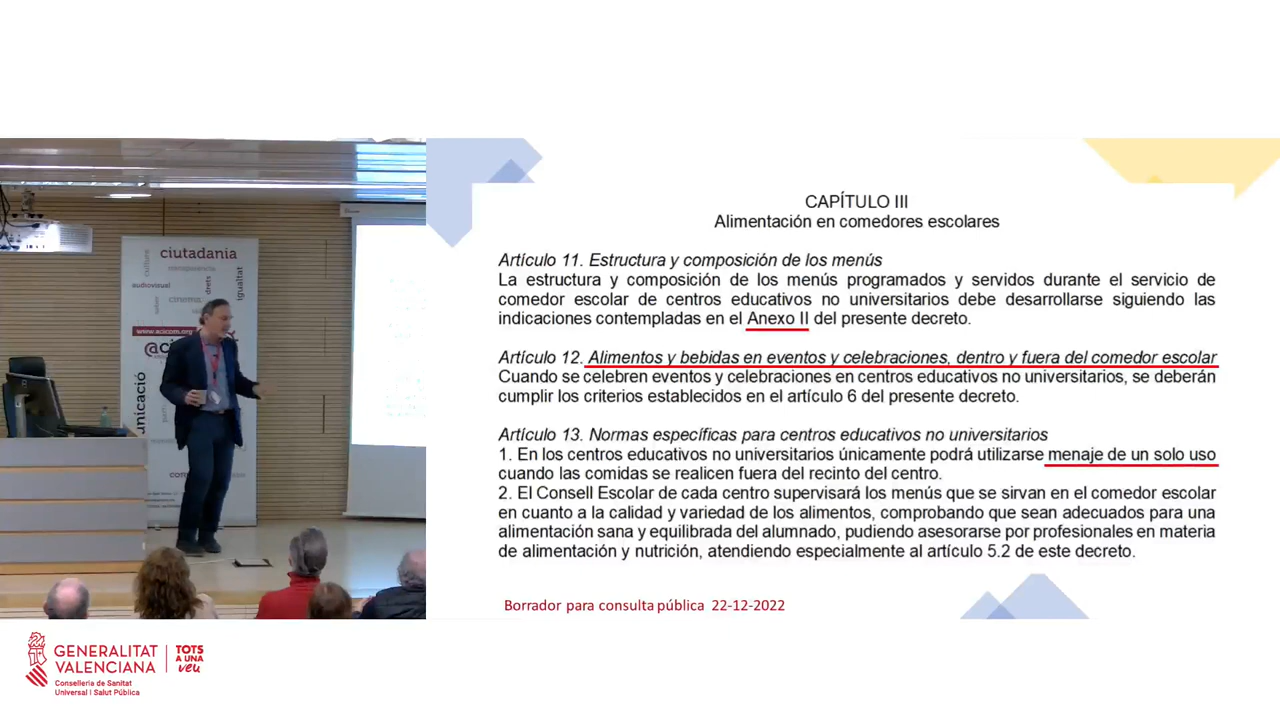 ciutadania
cultura
transparència
audiovisual
drets
igualtat
cinema
www.acicom.org
CAPÍTULO III
Alimentación en comedores escolares
Artículo 11. Estructura y composición de los menús
La estructura y composición de los menús programados y servidos durante el servicio de
comedor escolar de centros educativos no universitarios debe desarrollarse siguiendo las
indicaciones contempladas en el Anexo II del presente decreto.
Artículo 12. Alimentos y bebidas en eventos y celebraciones, dentro y fuera del comedor escolar
Cuando se celebren eventos y celebraciones en centros educativos no universitarios, se deberán
cumplir los criterios establecidos en el artículo 6 del presente decreto.
Artículo 13. Normas específicas para centros educativos no universitarios
1. En los centros educativos no universitarios únicamente podrá utilizarse menaje de un solo uso
cuando las comidas se realicen fuera del recinto del centro.
2. El Consell Escolar de cada centro supervisará los menús que se sirvan en el comedor escolar
en cuanto a la calidad y variedad de los alimentos, comprobando que sean adecuados para una
alimentación sana y equilibrada del alumnado, pudiendo asesorarse por profesionales en materia
de alimentación y nutrición, atendiendo especialmente al artículo 5.2 de este decreto.
Borrador para consulta pública 22-12-2022
GENERALITAT
VALENCIANA
Conselleria de Sanitat
Universal i Salut Pública
TOTS
A UNA
veu